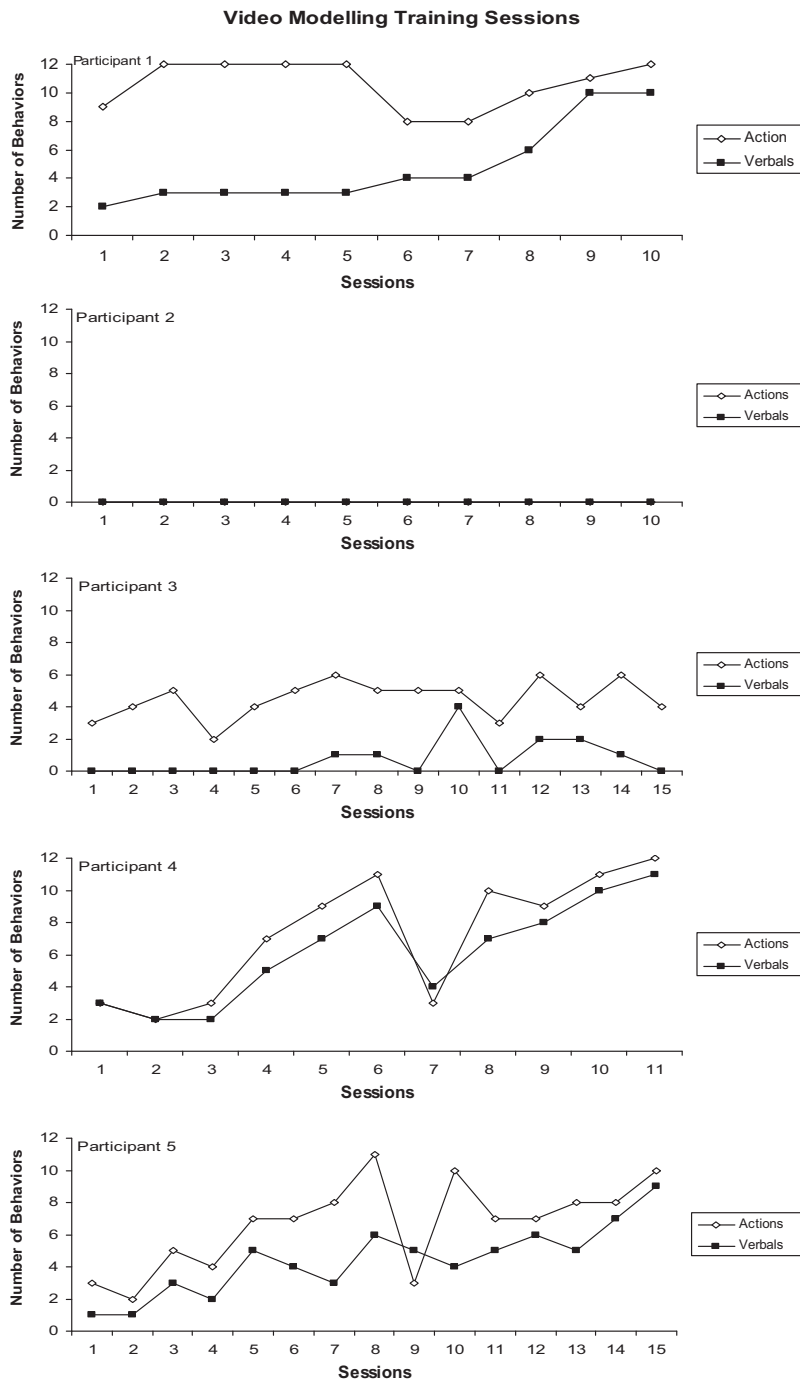 Video Modelling Training Sessions
Participant 1
12
10
8
6
4
2
0
Number of Behaviors
1 2 3 4 5 6 7 8 9 10
Sessions
Action
Verbals
Participant 2
12
10
8
6
4
2
0
Number of Behaviors
1 2 3 4 5 6 7 8 9 10
Sessions
Actions
Verbals
Participant 3
12
10
8
6
4
2
0
Number of Behaviors
1 2 3 4 5 6 7 8 9 10 11 12 13 14 15
Sessions
Actions
Verbals
Participant 4
12
10
8
6
4
2
0
Number of Behaviors
1 2 3 4 5 6 7 8 9 10 11
Sessions
Actions
Verbals
Participant 5
12
10
8
6
4
2
0
Number of Behaviors
1 2 3 4 5 6 7 8 9 10 11 12 13 14 15
Sessions
Actions
Verbals